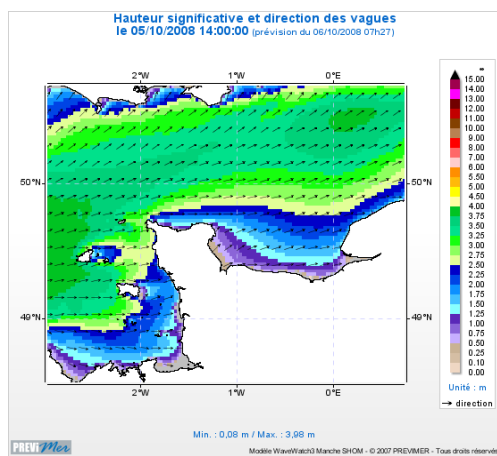 Hauteur significative et direction des vagues
le 05/10/2008 14:00:00 (prévision du 06/10/2008 07h27)
2°W 1°W 0°E
50°N 50°N
49°N 49°N
2°W 1°W 0°E
15.00
14.00
13.00
12.00
11.00
10.00
9.00
8.00
7.00
6.00
5.50
5.00
4.50
4.00
3.75
3.50
3.25
3.00
2.75
2.50
2.25
2.00
1.75
1.50
1.25
1.00
0.75
0.50
0.25
0.10
0.00
Unité : m
→ direction
Min. : 0,08 m / Max. : 3,98 m
PREViMer
Modèle WaveWatch3 Manche SHOM - © 2007 PREVIMER - Tous droits réservés